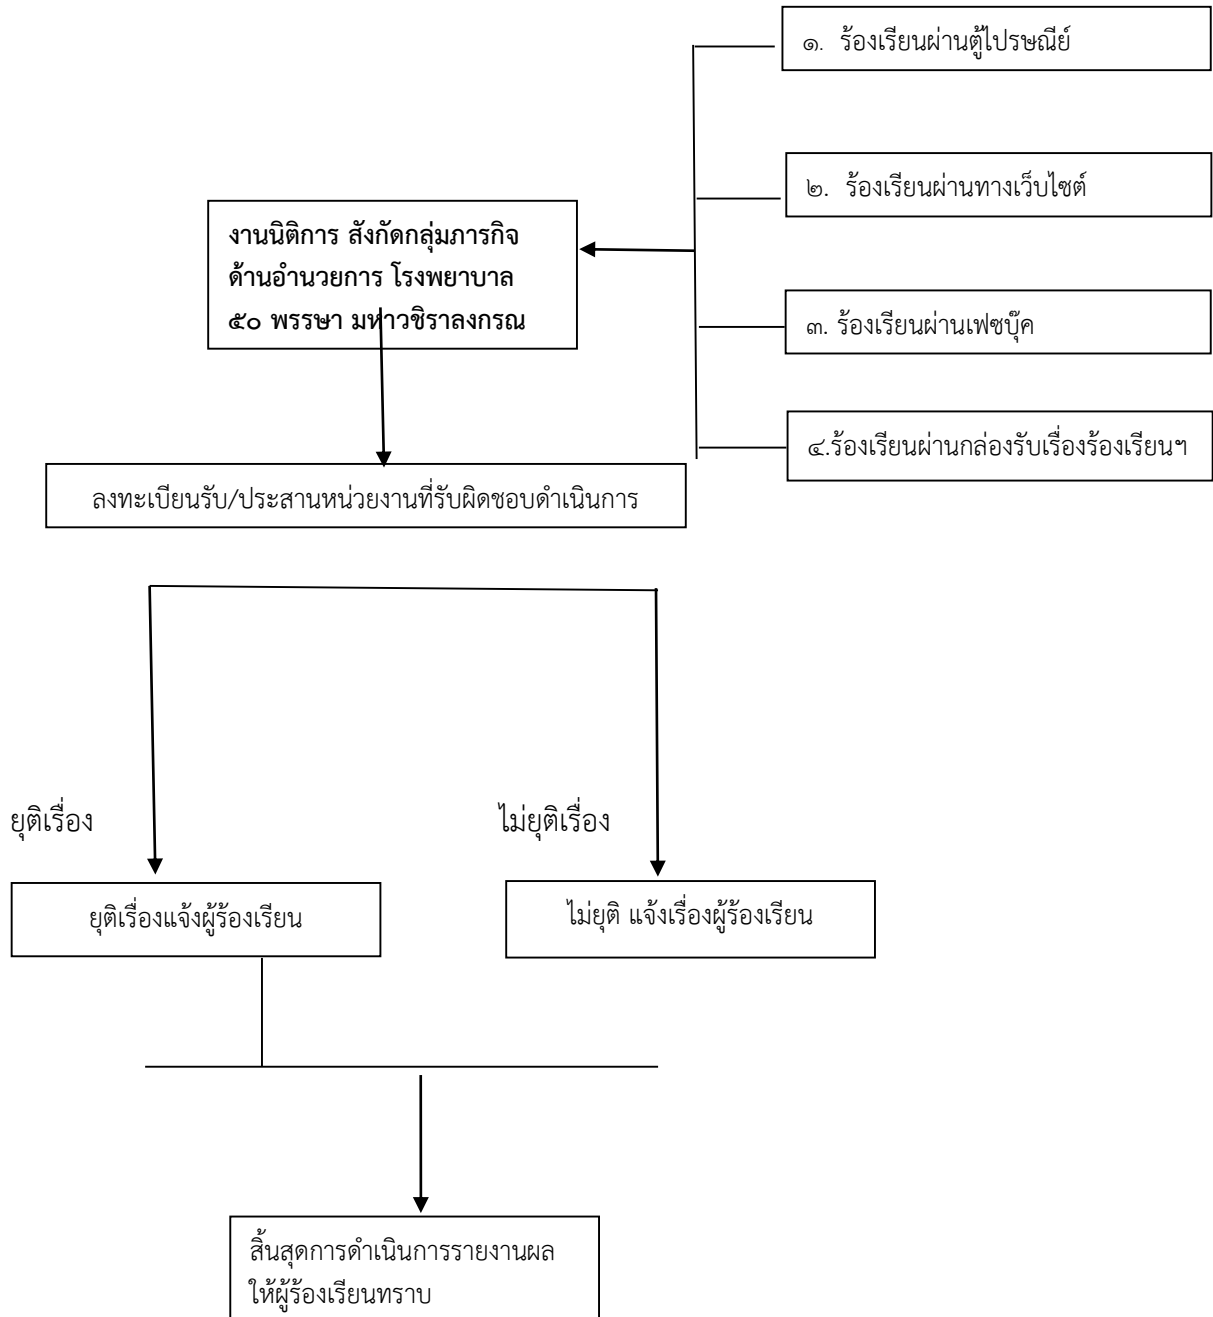 ๑. ร้องเรียนผ่านตู้ไปรษณีย์
๒. ร้องเรียนผ่านทางเว็บไซต์
งานนิติการ สังกัดกลุ่มภารกิจ
ด้านอำนวยการ โรงพยาบาล
๕๐ พรรษา มหาวชิราลงกรณ
๓. ร้องเรียนผ่านเฟซบุ๊ค
๔.ร้องเรียนผ่านกล่องรับเรื่องร้องเรียนฯ
ลงทะเบียนรับ/ประสานหน่วยงานที่รับผิดชอบดำเนินการ
ยุติเรื่อง
ไม่ยุติเรื่อง
ยุติเรื่องแจ้งผู้ร้องเรียน
ไม่ยุติ แจ้งเรื่องผู้ร้องเรียน
สิ้นสุดการดำเนินการรายงานผล
ให้ผู้ร้องเรียนทราบ